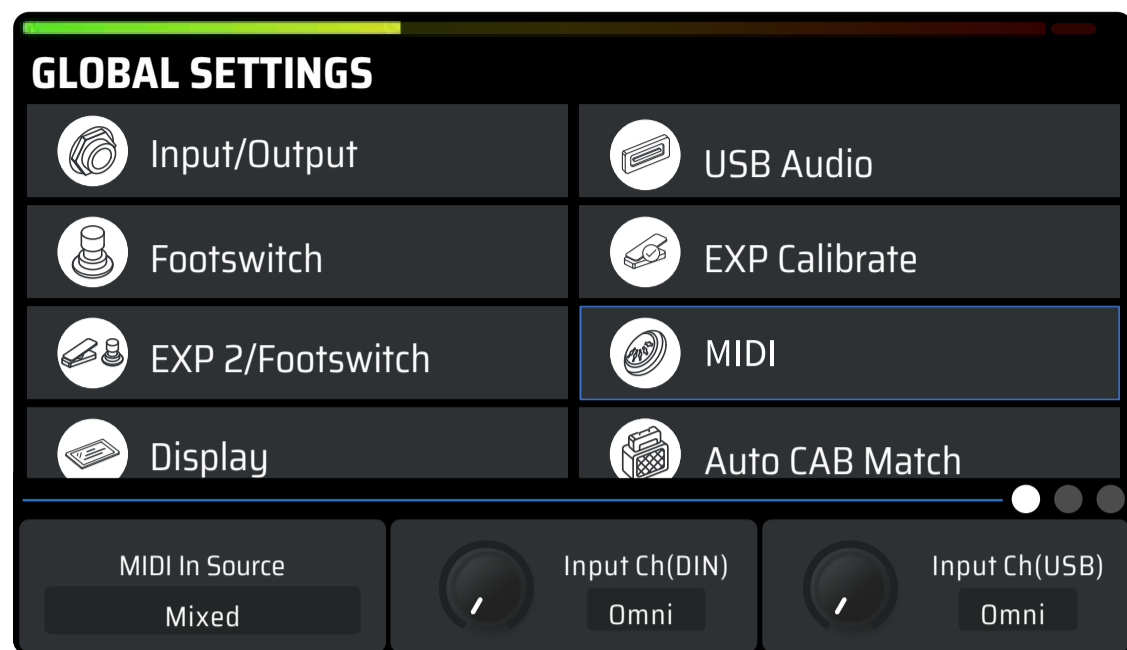 GLOBAL SETTINGS
Input/Output
USB Audio
Footswitch
EXP Calibrate
EXP 2/Footswitch
MIDI
Display
Auto CAB Match
MIDI In Source
Mixed
Input Ch(DIN)
Omni
Input Ch(USB)
Omni